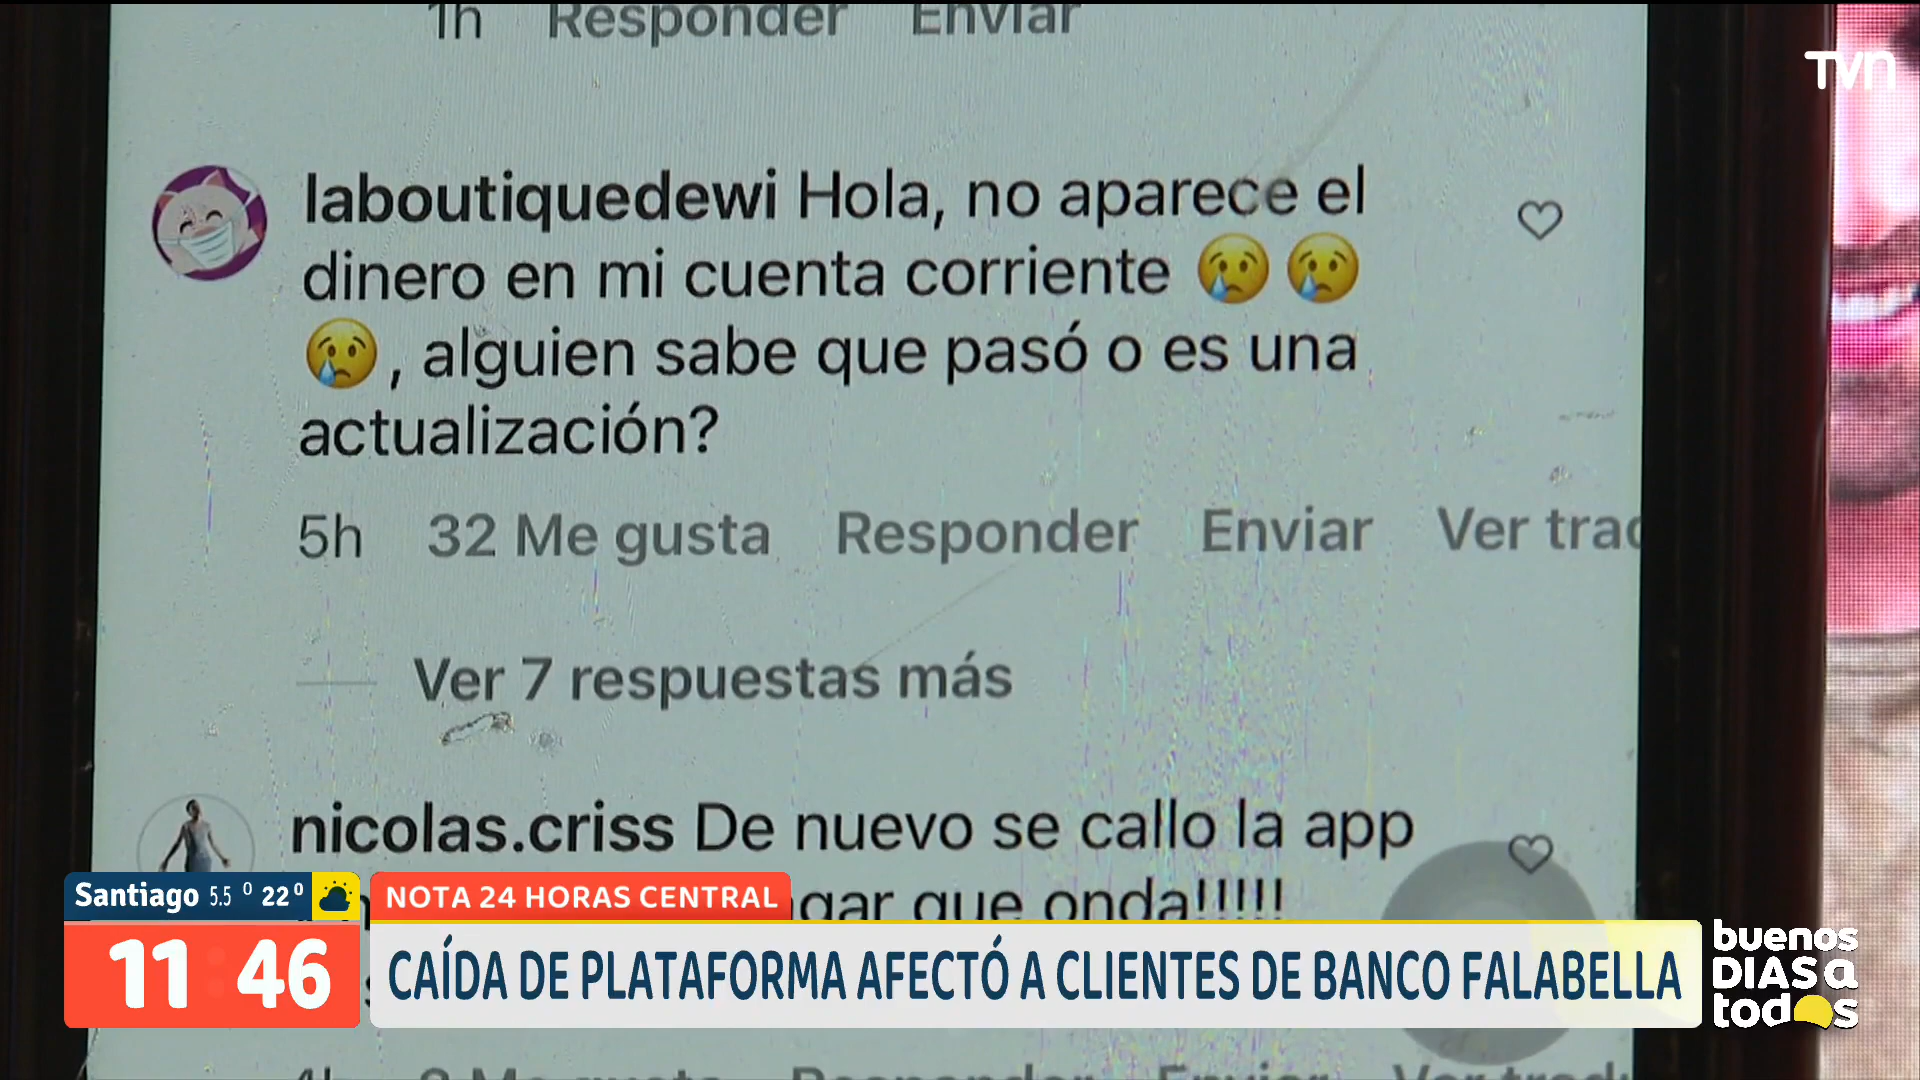 1h Responder Enviar
tvn
laboutiquedewi Hola, no aparece el
dinero en mi cuenta corriente 😢😢
😢, alguien sabe que pasó o es una
actualización?
5h 32 Me gusta Responder Enviar Ver trad
Ver 7 respuestas más
nicolas.criss De nuevo se callo la app
gar que onda!!!!!
Santiago 5.5° 22°
NOTA 24 HORAS CENTRAL
11:46
CAÍDA DE PLATAFORMA AFECTÓ A CLIENTES DE BANCO FALABELLA
buenos
DIAS a
todos